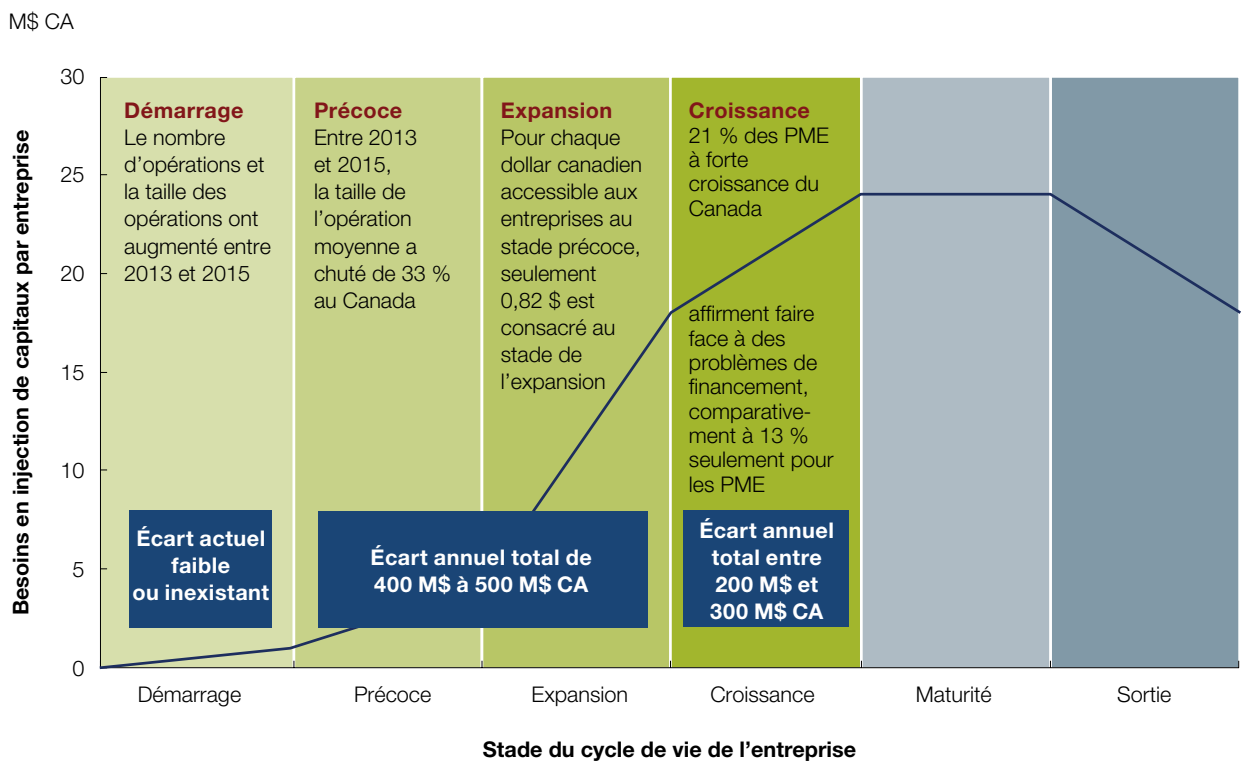 M$ CA
Besoins en injection de capitaux par entreprise
30
25
20
15
10
5
0
Démarrage
Le nombre
d’opérations et
la taille des
opérations ont
augmenté entre
2013 et 2015
Précoce
Entre 2013
et 2015,
la taille de
l’opération
moyenne a
chuté de 33 %
au Canada
Expansion
Pour chaque
dollar canadien
accessible aux
entreprises au
stade précoce,
seulement
0,82 $ est
consacré au
stade de
l’expansion
Croissance
21 % des PME
à forte
croissance du
Canada
affirment faire
face à des
problèmes de
financement,
comparative-
ment à 13 %
seulement pour
les PME
Écart actuel
faible
ou inexistant
Écart annuel total de
400 M$ à 500 M$ CA
Écart annuel
total entre
200 M$ et
300 M$ CA
Démarrage
Précoce
Expansion
Croissance
Maturité
Sortie
Stade du cycle de vie de l’entreprise